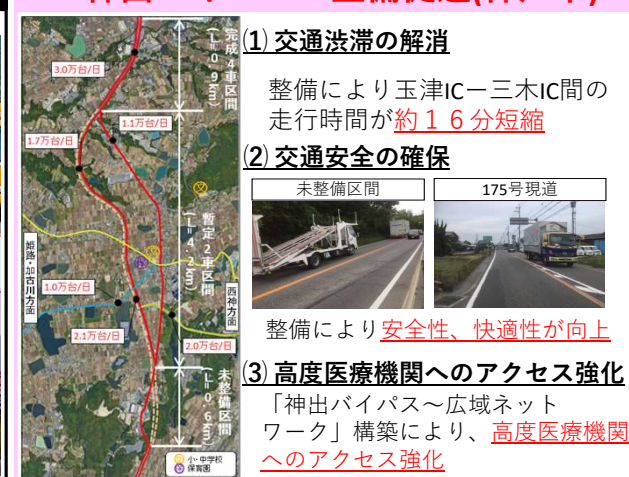 完成4車区間
(L=0.9km)
3.0万台/日
1.1万台/日
1.7万台/日
暫定2車区間
(L=4.2km)
姫路・加古川方面
西神方面
1.0万台/日
2.1万台/日
2.0万台/日
未整備区間
(L=0.6km)
小・中学校
保育園
(1) 交通渋滞の解消
整備により玉津IC－三木IC間の
走行時間が約１６分短縮
(2) 交通安全の確保
未整備区間
175号現道
整備により安全性、快適性が向上
(3) 高度医療機関へのアクセス強化
「神出バイパス～広域ネット
ワーク」構築により、高度医療機関
へのアクセス強化